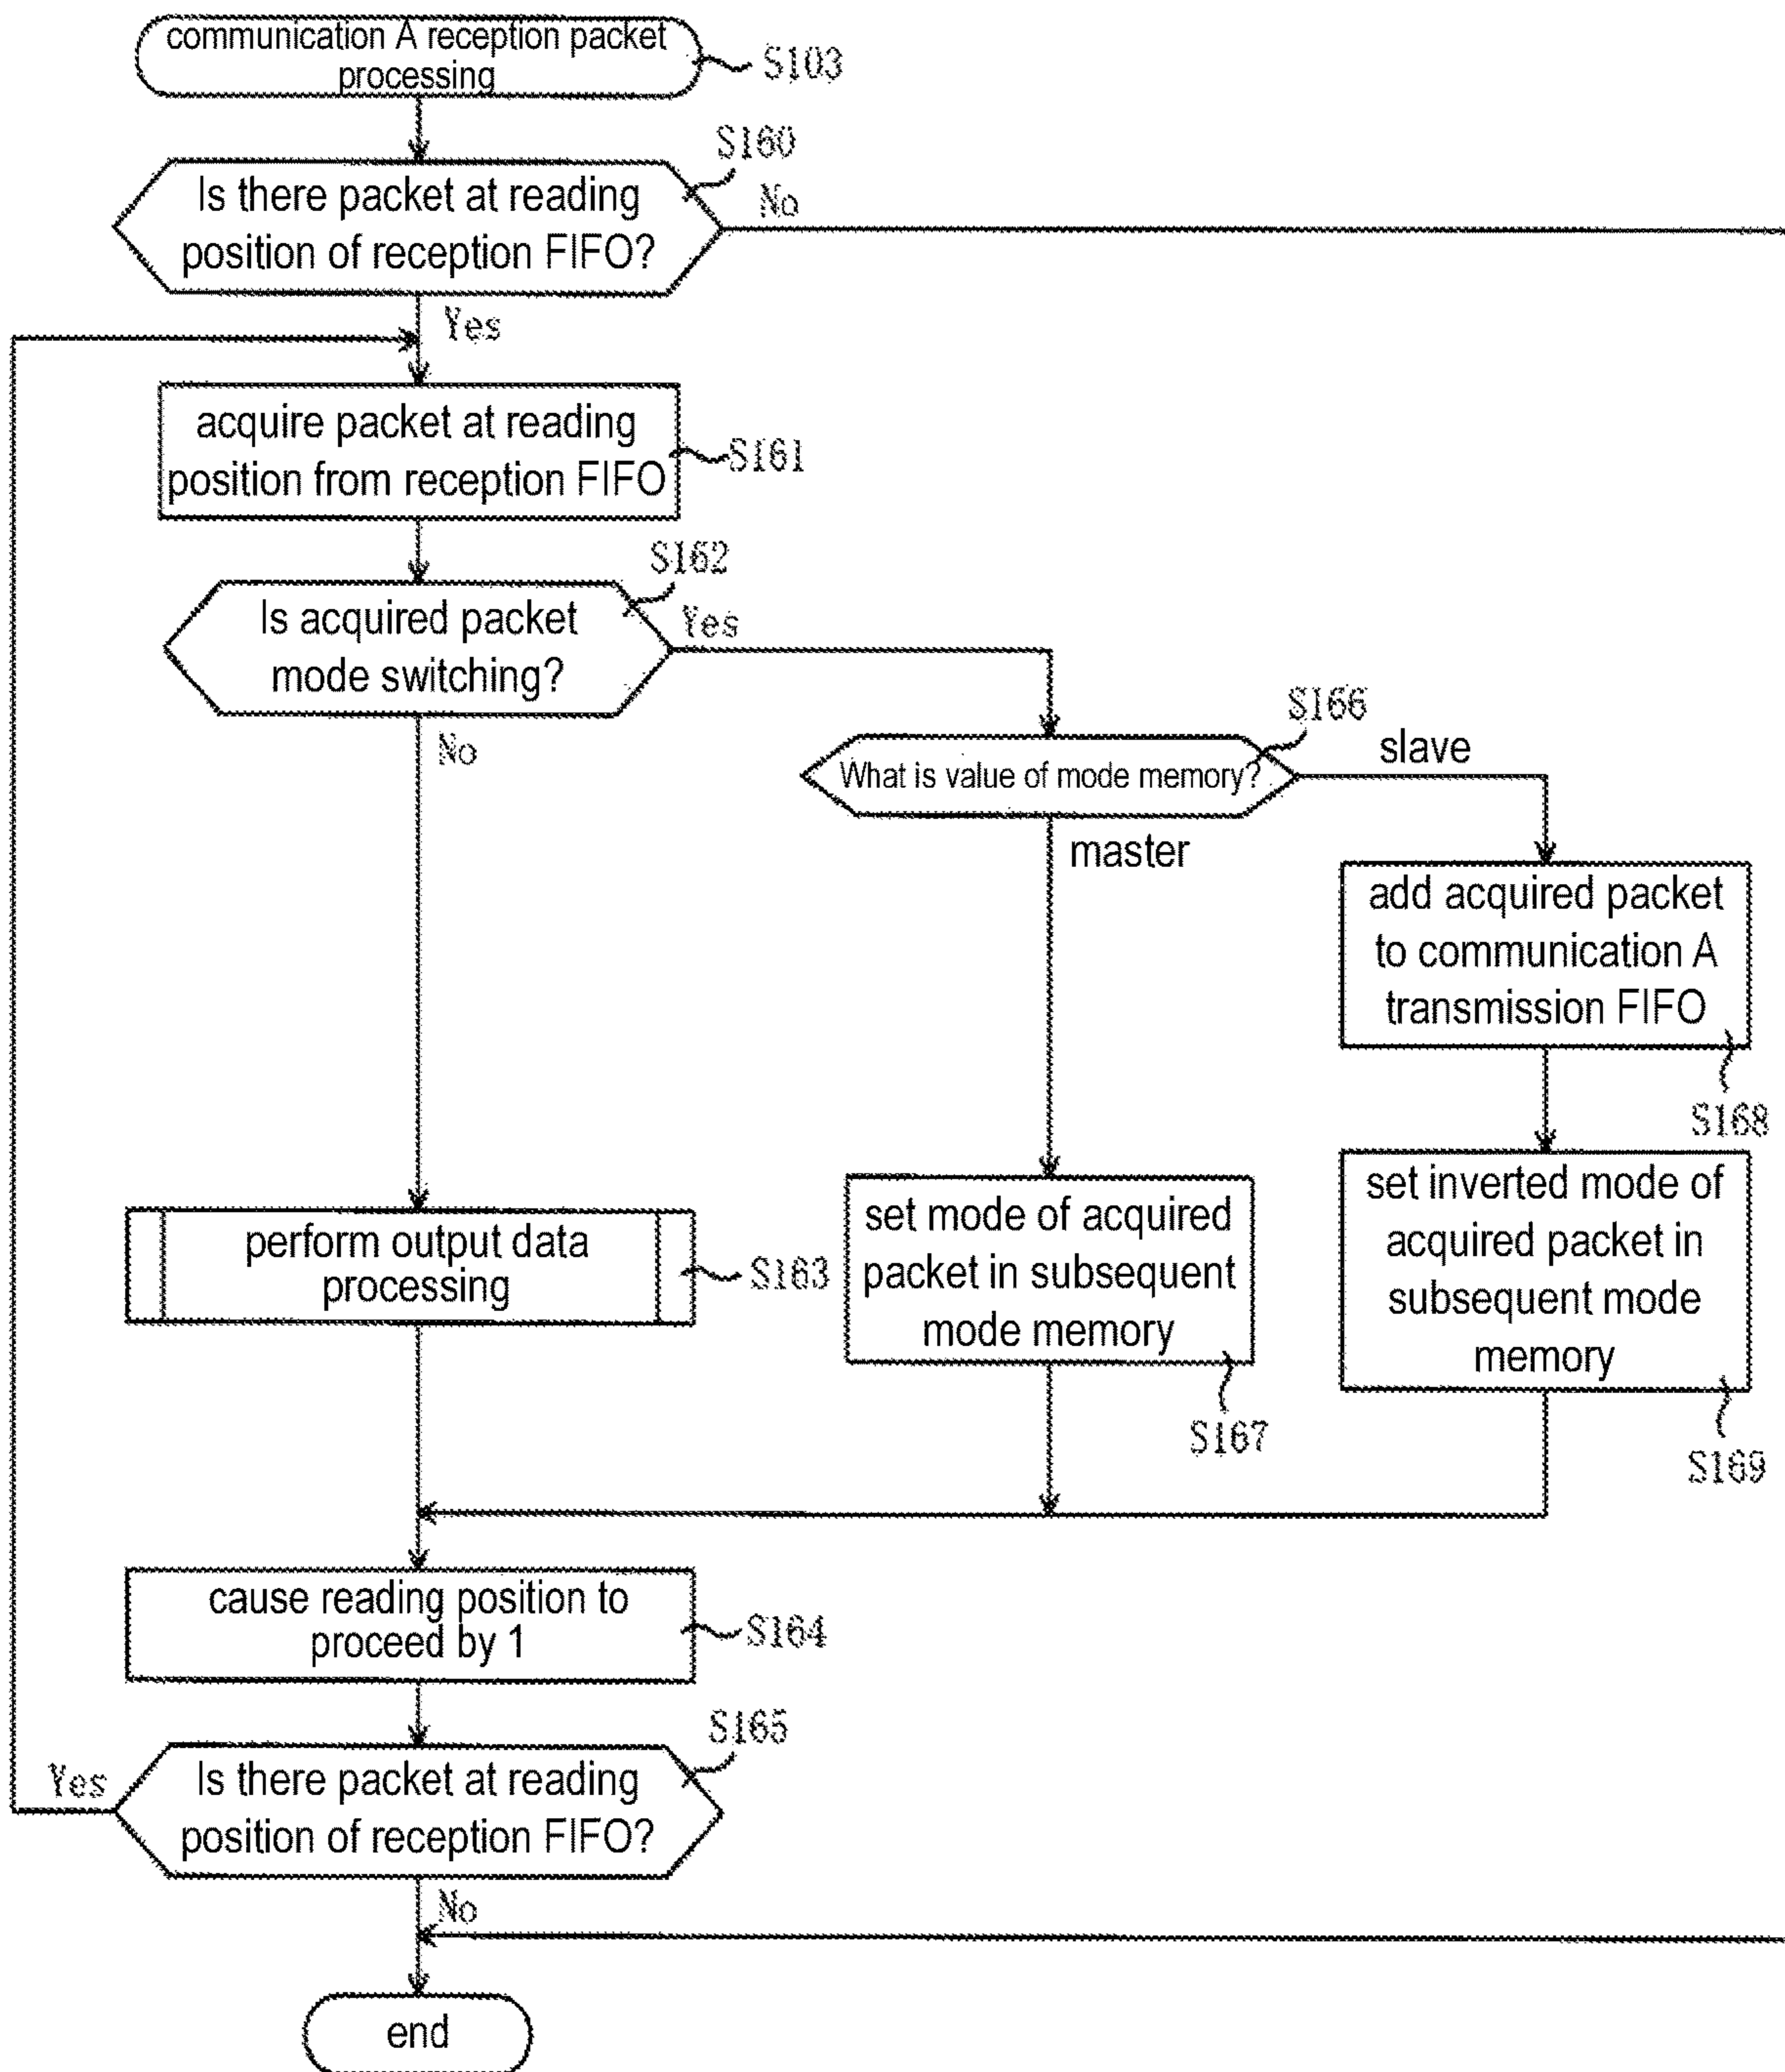 communication A reception packet
processing
S103
S160
Is there packet at reading
position of reception FIFO?
No
Yes
acquire packet at reading
position from reception FIFO
S161
S162
Is acquired packet
mode switching?
Yes
No
S166
What is value of mode memory?
slave
master
add acquired packet
to communication A
transmission FIFO
S168
perform output data
processing
S163
set mode of acquired
packet in subsequent
mode memory
S167
set inverted mode of
acquired packet in
subsequent mode
memory
S169
cause reading position to
proceed by 1
S164
S165
Is there packet at reading
position of reception FIFO?
Yes
No
end